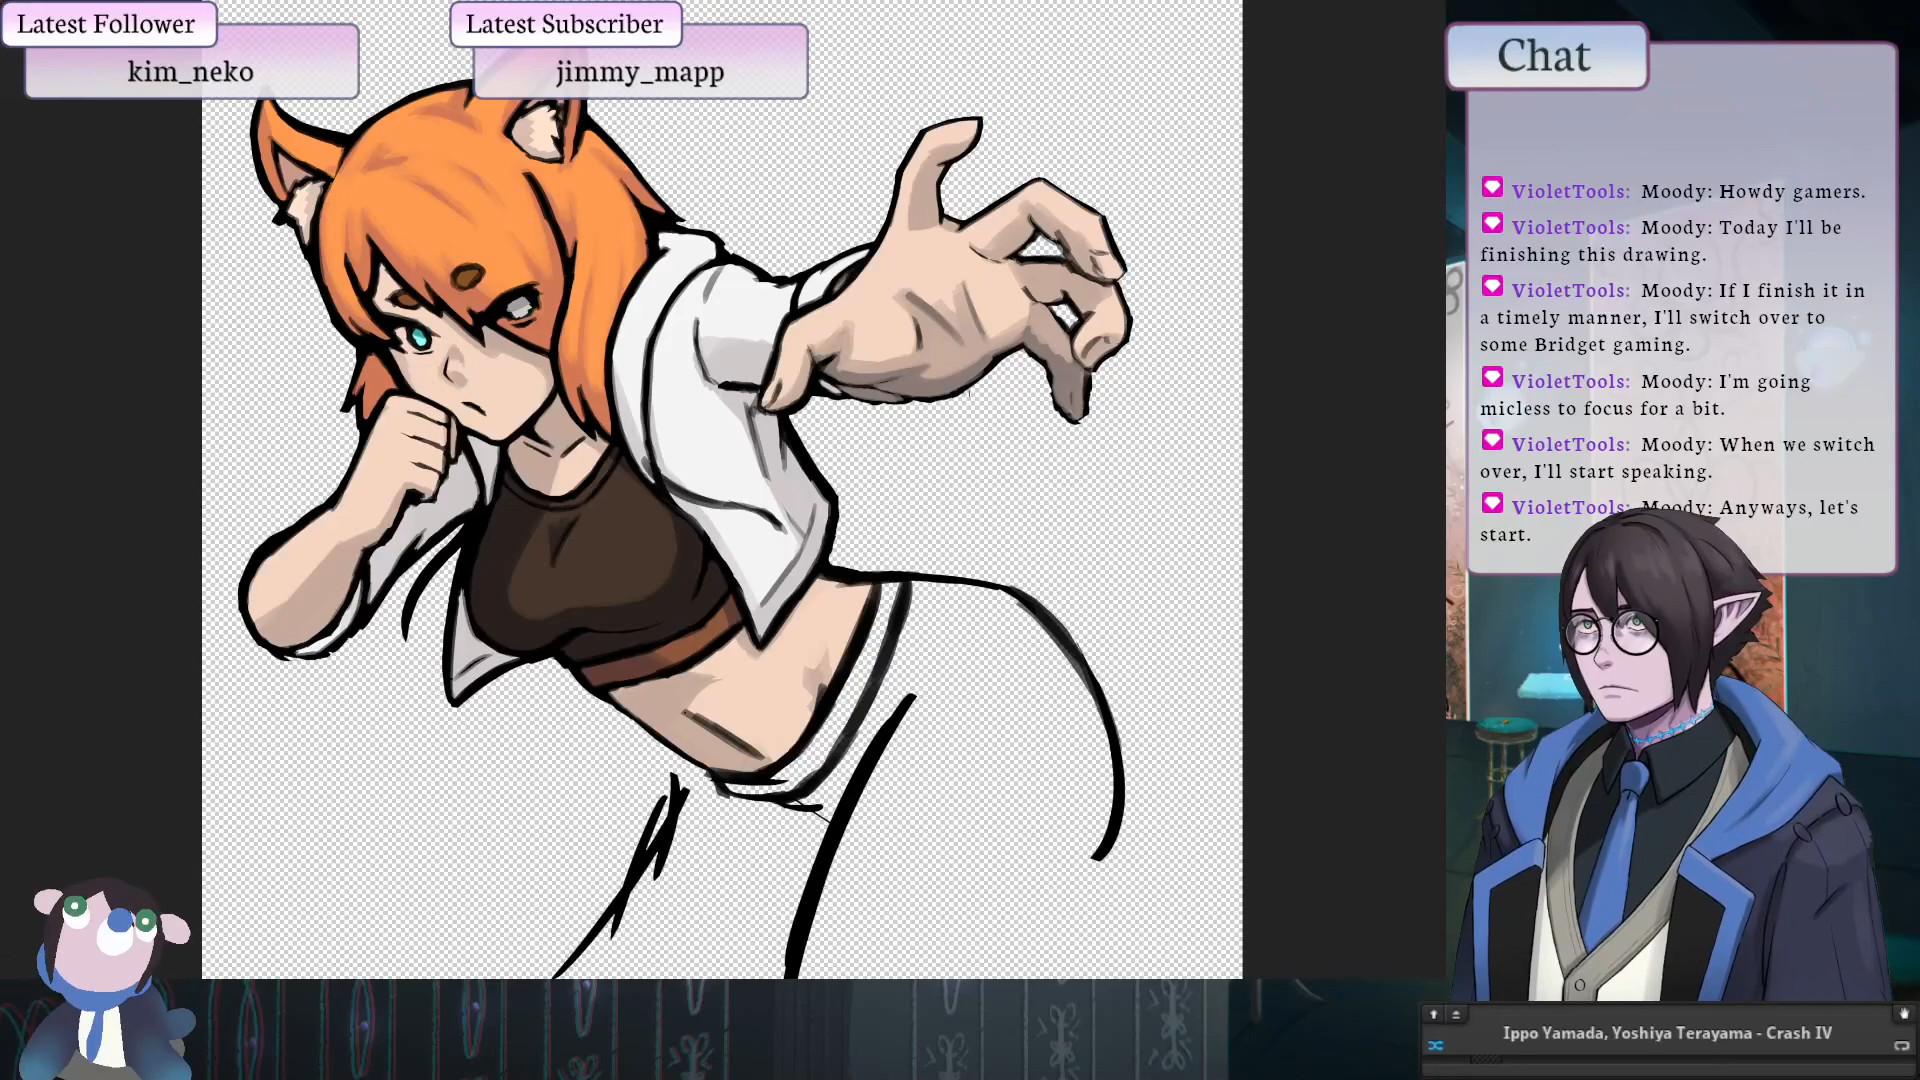 Latest Follower
kim_neko
Latest Subscriber
jimmy_mapp
Chat
VioletTools: Moody: Howdy gamers.
VioletTools: Moody: Today I'll be
finishing this drawing.
VioletTools: Moody: If I finish it in
a timely manner, I'll switch over to
some Bridget gaming.
VioletTools: Moody: I'm going
micless to focus for a bit.
VioletTools: Moody: When we switch
over, I'll start speaking.
VioletTools: Moody: Anyways, let's
start.
Ippo Yamada, Yoshiya Terayama - Crash IV